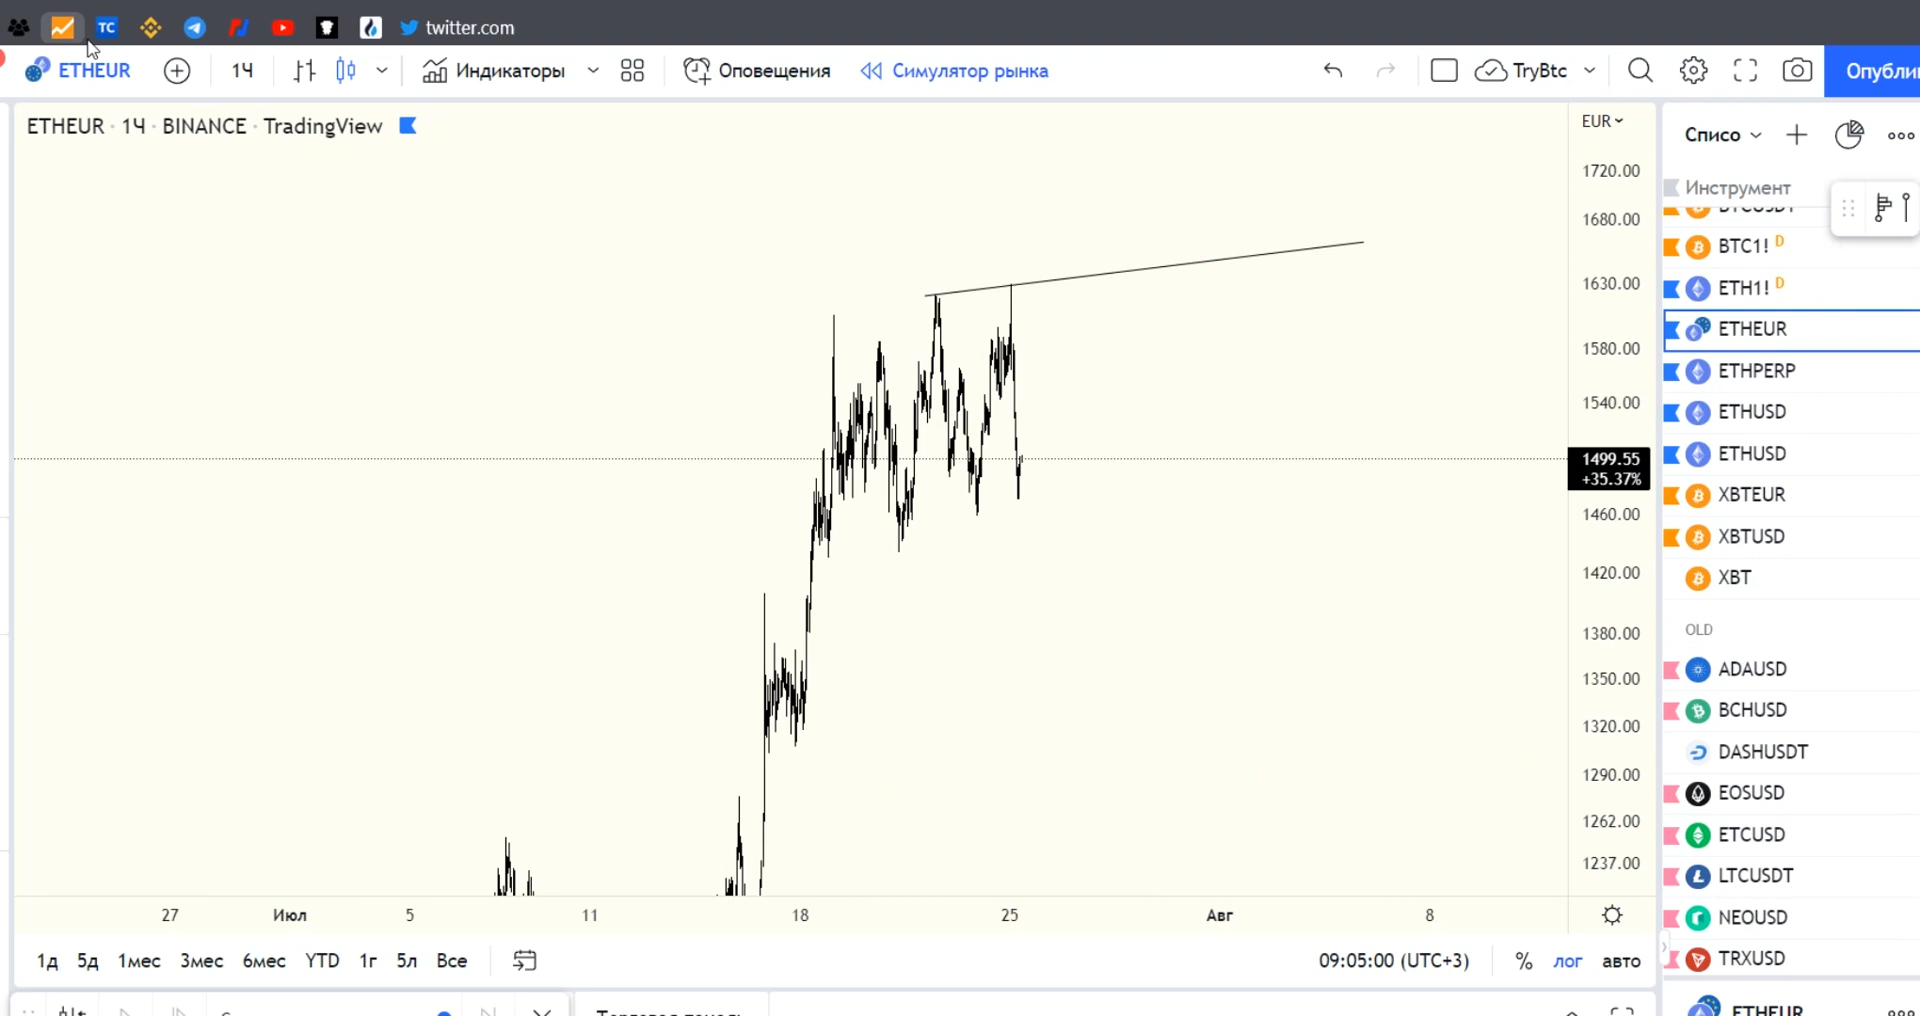 TC
twitter.com
ETHEUR 1Ч Индикаторы Оповещения Симулятор рынка TryBtc
ETHEUR · 1Ч · BINANCE · TradingView
EUR
1720.00
1680.00
1630.00
1580.00
1540.00
1499.55
+35.37%
1460.00
1420.00
1380.00
1350.00
1320.00
1290.00
1262.00
1237.00
27 Июл 5 11 18 25 Авг 8
1д 5д 1мес 3мес 6мес YTD 1г 5л Все
09:05:00 (UTC+3) % лог авто
Инструмент
BTC1! D
ETH1! D
ETHEUR
ETHPERP
ETHUSD
ETHUSD
XBTEUR
XBTUSD
XBT
OLD
ADAUSD
BCHUSD
DASHUSDT
EOSUSD
ETCUSD
LTCUSDT
NEOUSD
TRXUSD
ETHEUR